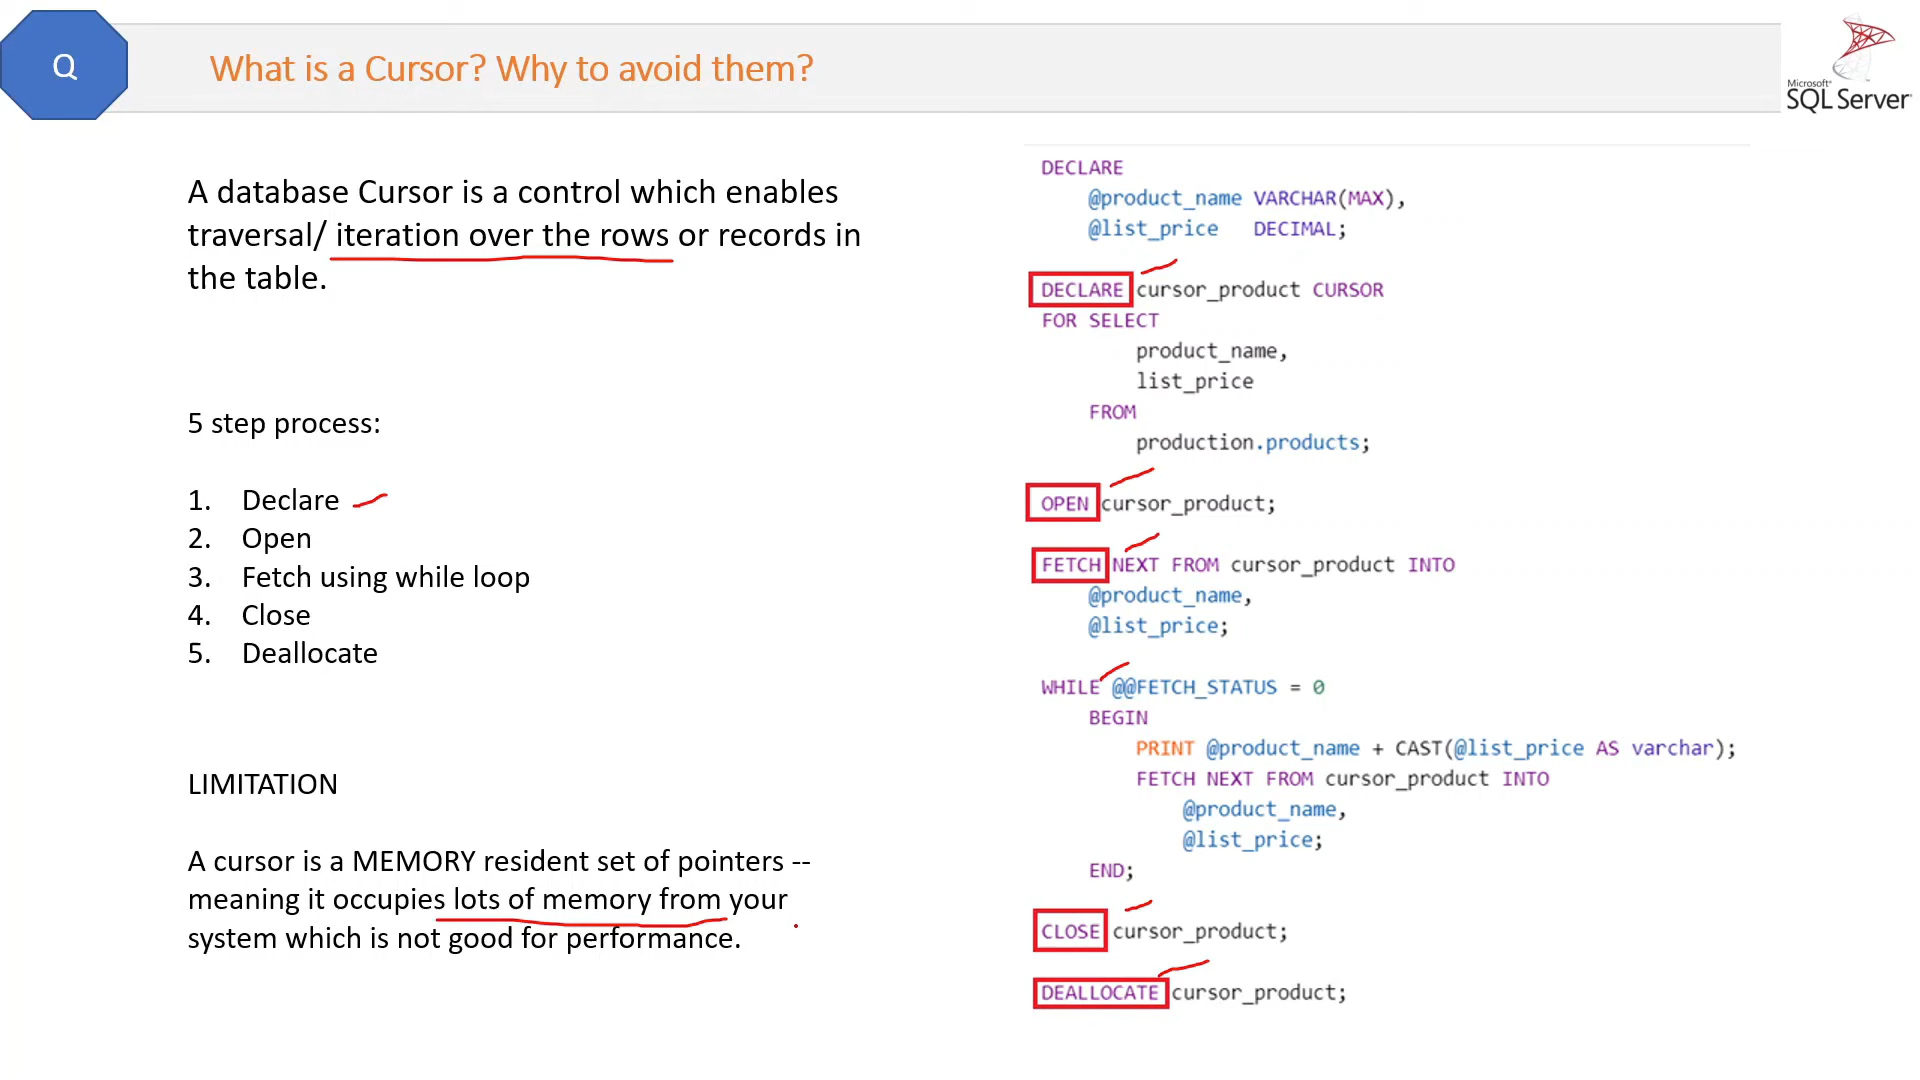 Q
What is a Cursor? Why to avoid them?
Microsoft®
SQL Server
A database Cursor is a control which enables
traversal/ iteration over the rows or records in
the table.
5 step process:
1. Declare
2. Open
3. Fetch using while loop
4. Close
5. Deallocate
LIMITATION
A cursor is a MEMORY resident set of pointers --
meaning it occupies lots of memory from your
system which is not good for performance.
DECLARE
@product_name VARCHAR(MAX),
@list_price DECIMAL;
DECLARE cursor_product CURSOR
FOR SELECT
product_name,
list_price
FROM
production.products;
OPEN cursor_product;
FETCH NEXT FROM cursor_product INTO
@product_name,
@list_price;
WHILE @@FETCH_STATUS = 0
BEGIN
PRINT @product_name + CAST(@list_price AS varchar);
FETCH NEXT FROM cursor_product INTO
@product_name,
@list_price;
END;
CLOSE cursor_product;
DEALLOCATE cursor_product;